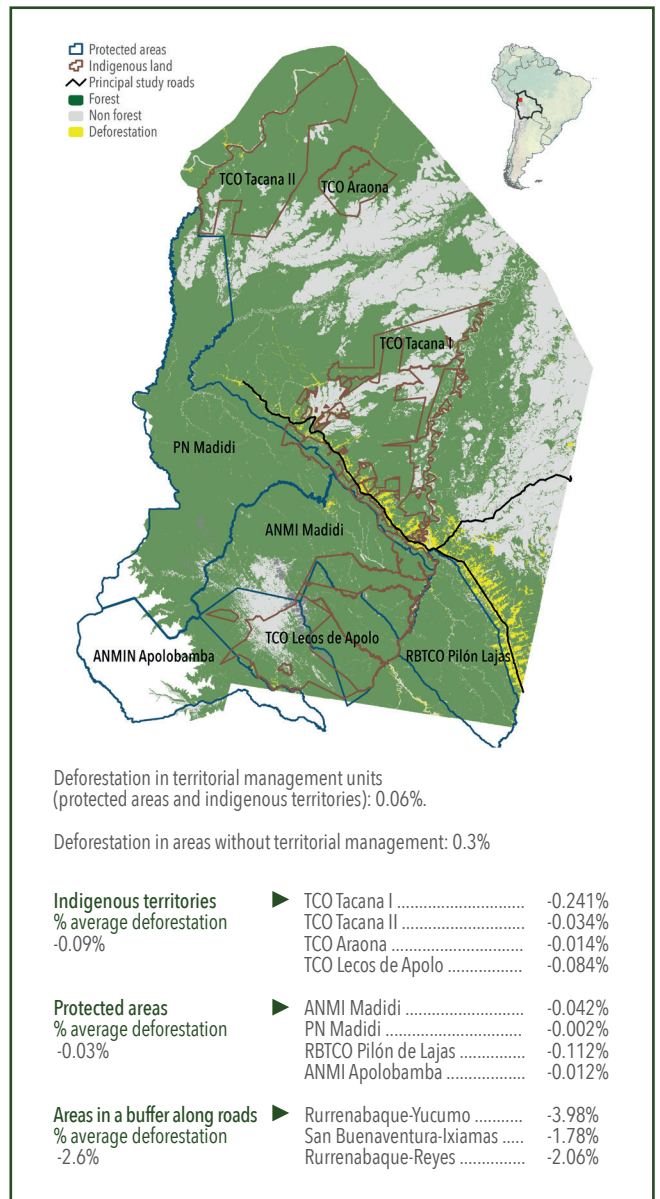 Protected areas
Indigenous land
Principal study roads
Forest
Non forest
Deforestation
TCO Tacana II
TCO Araona
TCO Tacana I
PN Madidi
ANMI Madidi
TCO Lecos de Apolo
ANMIN Apolobamba
RBTCO Pilón Lajas
Deforestation in territorial management units
(protected areas and indigenous territories): 0.06%.
Deforestation in areas without territorial management: 0.3%
Indigenous territories
% average deforestation
-0.09%
TCO Tacana I ............................ -0.241%
TCO Tacana II ........................... -0.034%
TCO Araona ............................. -0.014%
TCO Lecos de Apolo ................. -0.084%
Protected areas
% average deforestation
-0.03%
ANMI Madidi ........................... -0.042%
PN Madidi ............................... -0.002%
RBTCO Pilón de Lajas ............... -0.112%
ANMI Apolobamba .................. -0.012%
Areas in a buffer along roads
% average deforestation
-2.6%
Rurrenabaque-Yucumo ........... -3.98%
San Buenaventura-Ixiamas ..... -1.78%
Rurrenabaque-Reyes ............... -2.06%